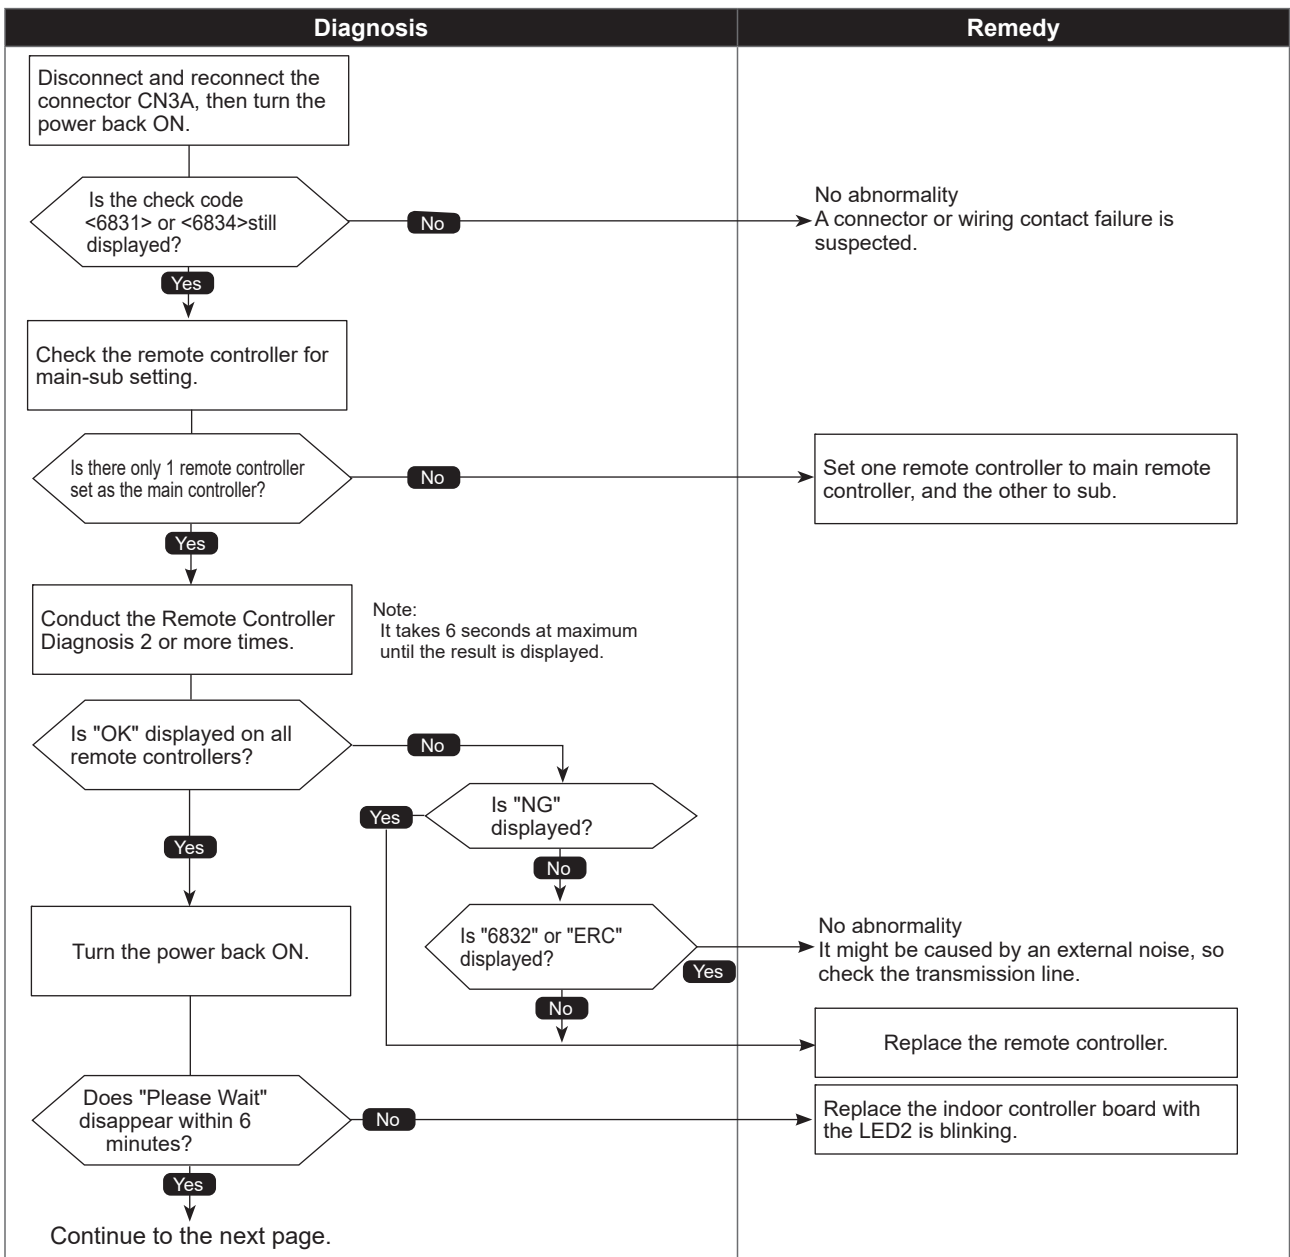 Diagnosis
Remedy
Disconnect and reconnect the
connector CN3A, then turn the
power back ON.
Is the check code
<6831> or <6834>still
displayed?
No
No abnormality
A connector or wiring contact failure is
suspected.
Yes
Check the remote controller for
main-sub setting.
Is there only 1 remote controller
set as the main controller?
No
Set one remote controller to main remote
controller, and the other to sub.
Yes
Conduct the Remote Controller
Diagnosis 2 or more times.
Note:
It takes 6 seconds at maximum
until the result is displayed.
Is "OK" displayed on all
remote controllers?
No
Is "NG"
displayed?
Yes
Yes
No
Turn the power back ON.
Is "6832" or "ERC"
displayed?
Yes
No abnormality
It might be caused by an external noise, so
check the transmission line.
No
Replace the remote controller.
Does "Please Wait"
disappear within 6
minutes?
No
Replace the indoor controller board with
the LED2 is blinking.
Yes
Continue to the next page.